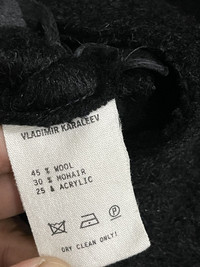 VLADIMIR KARALEEV
45 % WOOL
30 % MOHAIR
25 % ACRYLIC
P
DRY CLEAN ONLY!